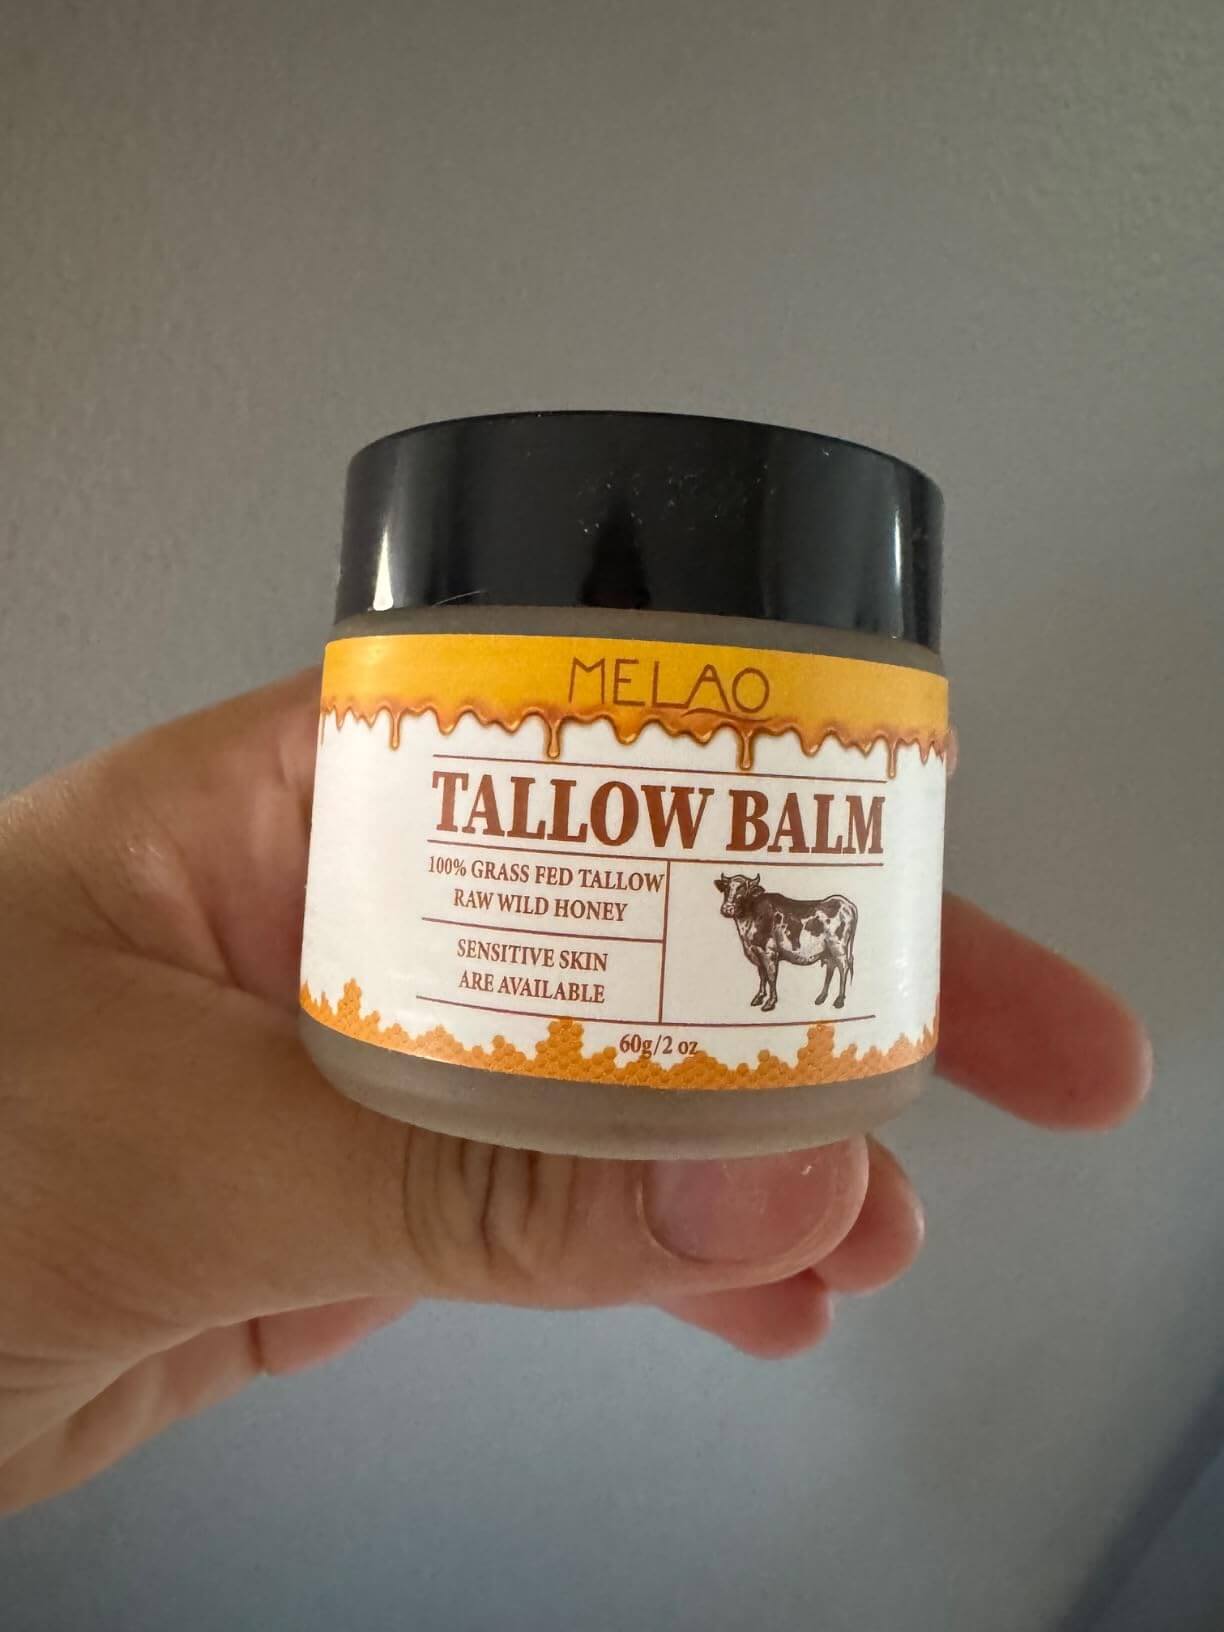 MELAO
TALLOW BALM
100% GRASS FED TALLOW
RAW WILD HONEY
SENSITIVE SKIN
ARE AVAILABLE
60g/2 oz